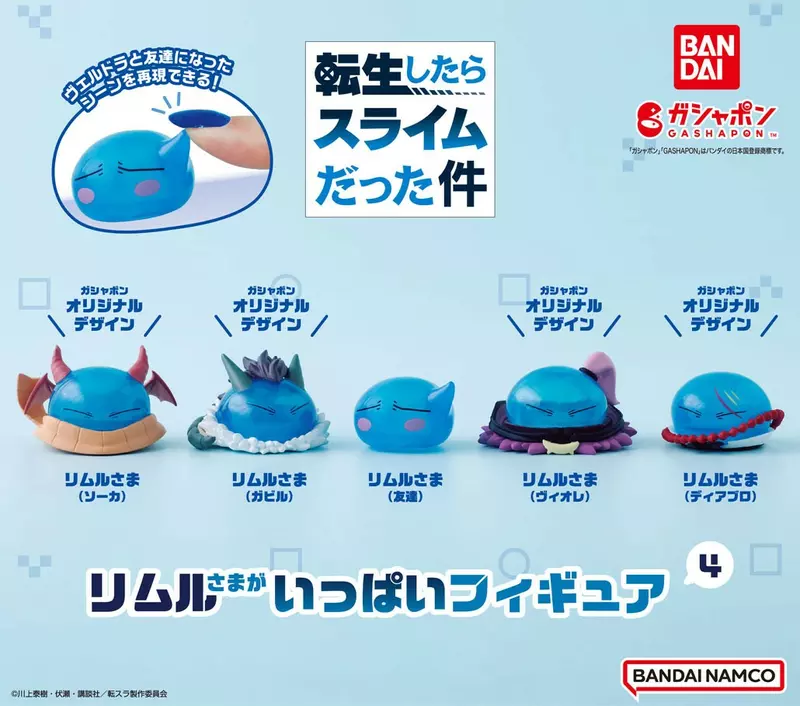 ヴェルドラと友達になった
シーンを再現できる!
転生したら
スライム
だった件
BAN
DAI
ガシャポン
GASHAPON™
「ガシャポン」「GASHAPON」はバンダイの日本国登録商標です。
ガシャポン
オリジナル
デザイン
ガシャポン
オリジナル
デザイン
ガシャポン
オリジナル
デザイン
ガシャポン
オリジナル
デザイン
リムルさま
(ソーカ)
リムルさま
(ガビル)
リムルさま
(友達)
リムルさま
(ヴィオレ)
リムルさま
(ディアブロ)
リムルさまがいっぱいフィギュア 4
BANDAI NAMCO
©川上泰樹・伏瀬・講談社/転スラ製作委員会